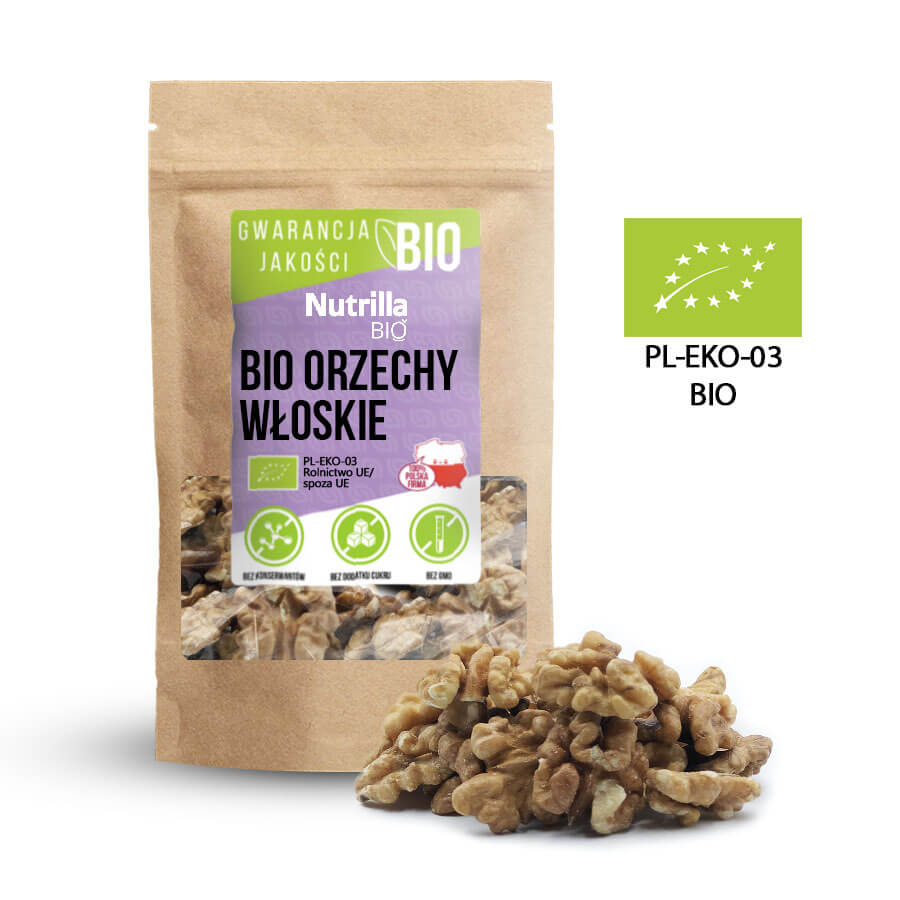 GWARANCJA
JAKOŚCI
BIO
Nutrilla
BIO
BIO ORZECHY
WŁOSKIE
PL-EKO-03
Rolnictwo UE/
spoza UE
100%
POLSKA
FIRMA
BEZ KONSERWANTÓW
BEZ DODATKU CUKRU
BEZ GMO
PL-EKO-03
BIO